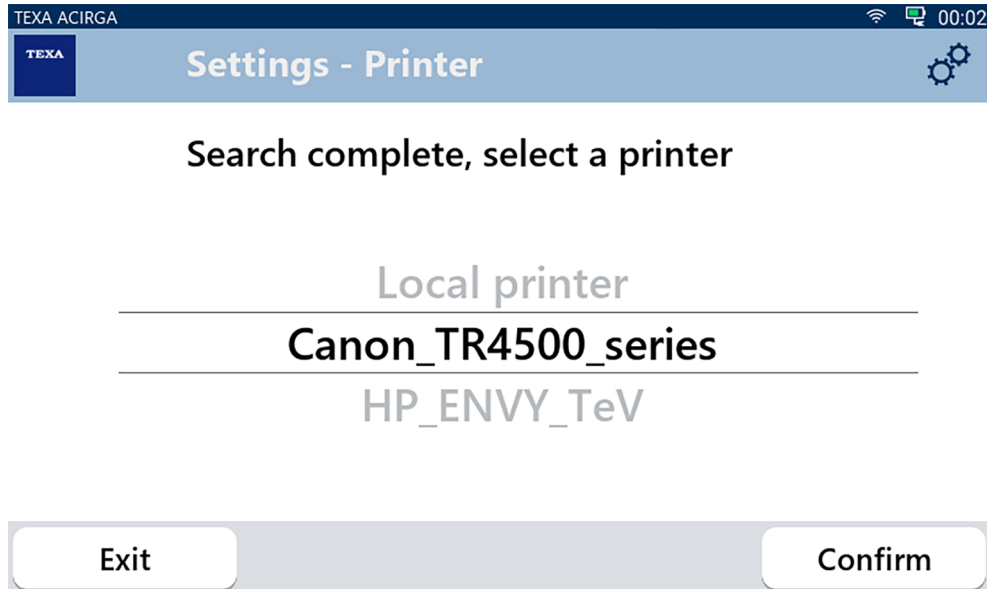 TEXA ACIRGA 00:02
TEXA
Settings - Printer
Search complete, select a printer
Local printer
Canon_TR4500_series
HP_ENVY_TeV
Exit Confirm